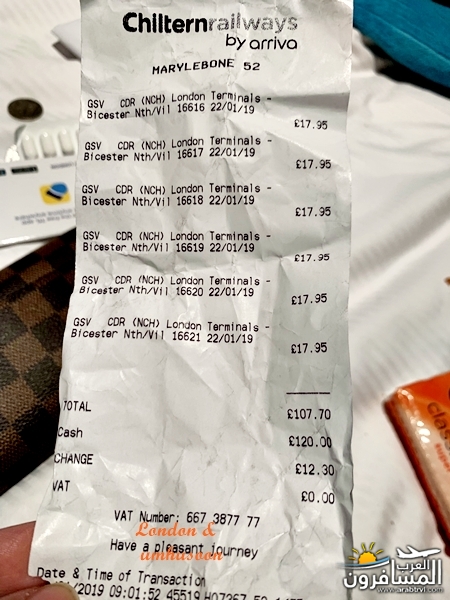 Chilternrailways
by arriva
MARYLEBONE 52
GSV CDR (NCH) London Terminals -
Bicester Nth/Vil 16616 22/01/19
£17.95
GSV CDR (NCH) London Terminals -
Bicester Nth/Vil 16617 22/01/19
£17.95
GSV CDR (NCH) London Terminals -
Bicester Nth/Vil 16618 22/01/19
£17.95
GSV CDR (NCH) London Terminals -
Bicester Nth/Vil 16619 22/01/19
£17.95
GSV CDR (NCH) London Terminals -
Bicester Nth/Vil 16620 22/01/19
£17.95
GSV CDR (NCH) London Terminals -
Bicester Nth/Vil 16621 22/01/19
£17.95
TOTAL £107.70
Cash £120.00
CHANGE £12.30
VAT £0.00
VAT Number: 667 3877 77
London &
Have a pleasant journey
Date & Time of Transaction
2019 09:01:52 45519
العرب
المسافرون
www.arabtrvl.com